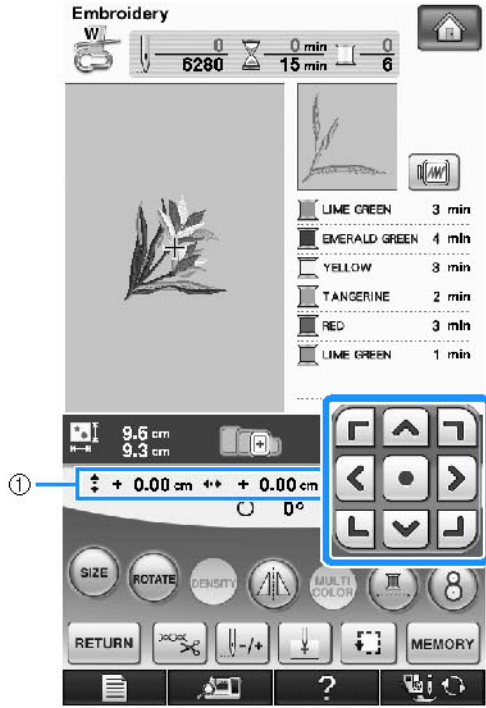 Embroidery
W
0 0 min 0
6280 15 min 6
LIME GREEN 3 min
EMERALD GREEN 4 min
YELLOW 3 min
TANGERINE 2 min
RED 3 min
LIME GREEN 1 min
9.6 cm
9.3 cm
① + 0.00 cm + 0.00 cm
0°
SIZE ROTATE DENSITY MULTI COLOR 8
RETURN -/+ MEMORY
?